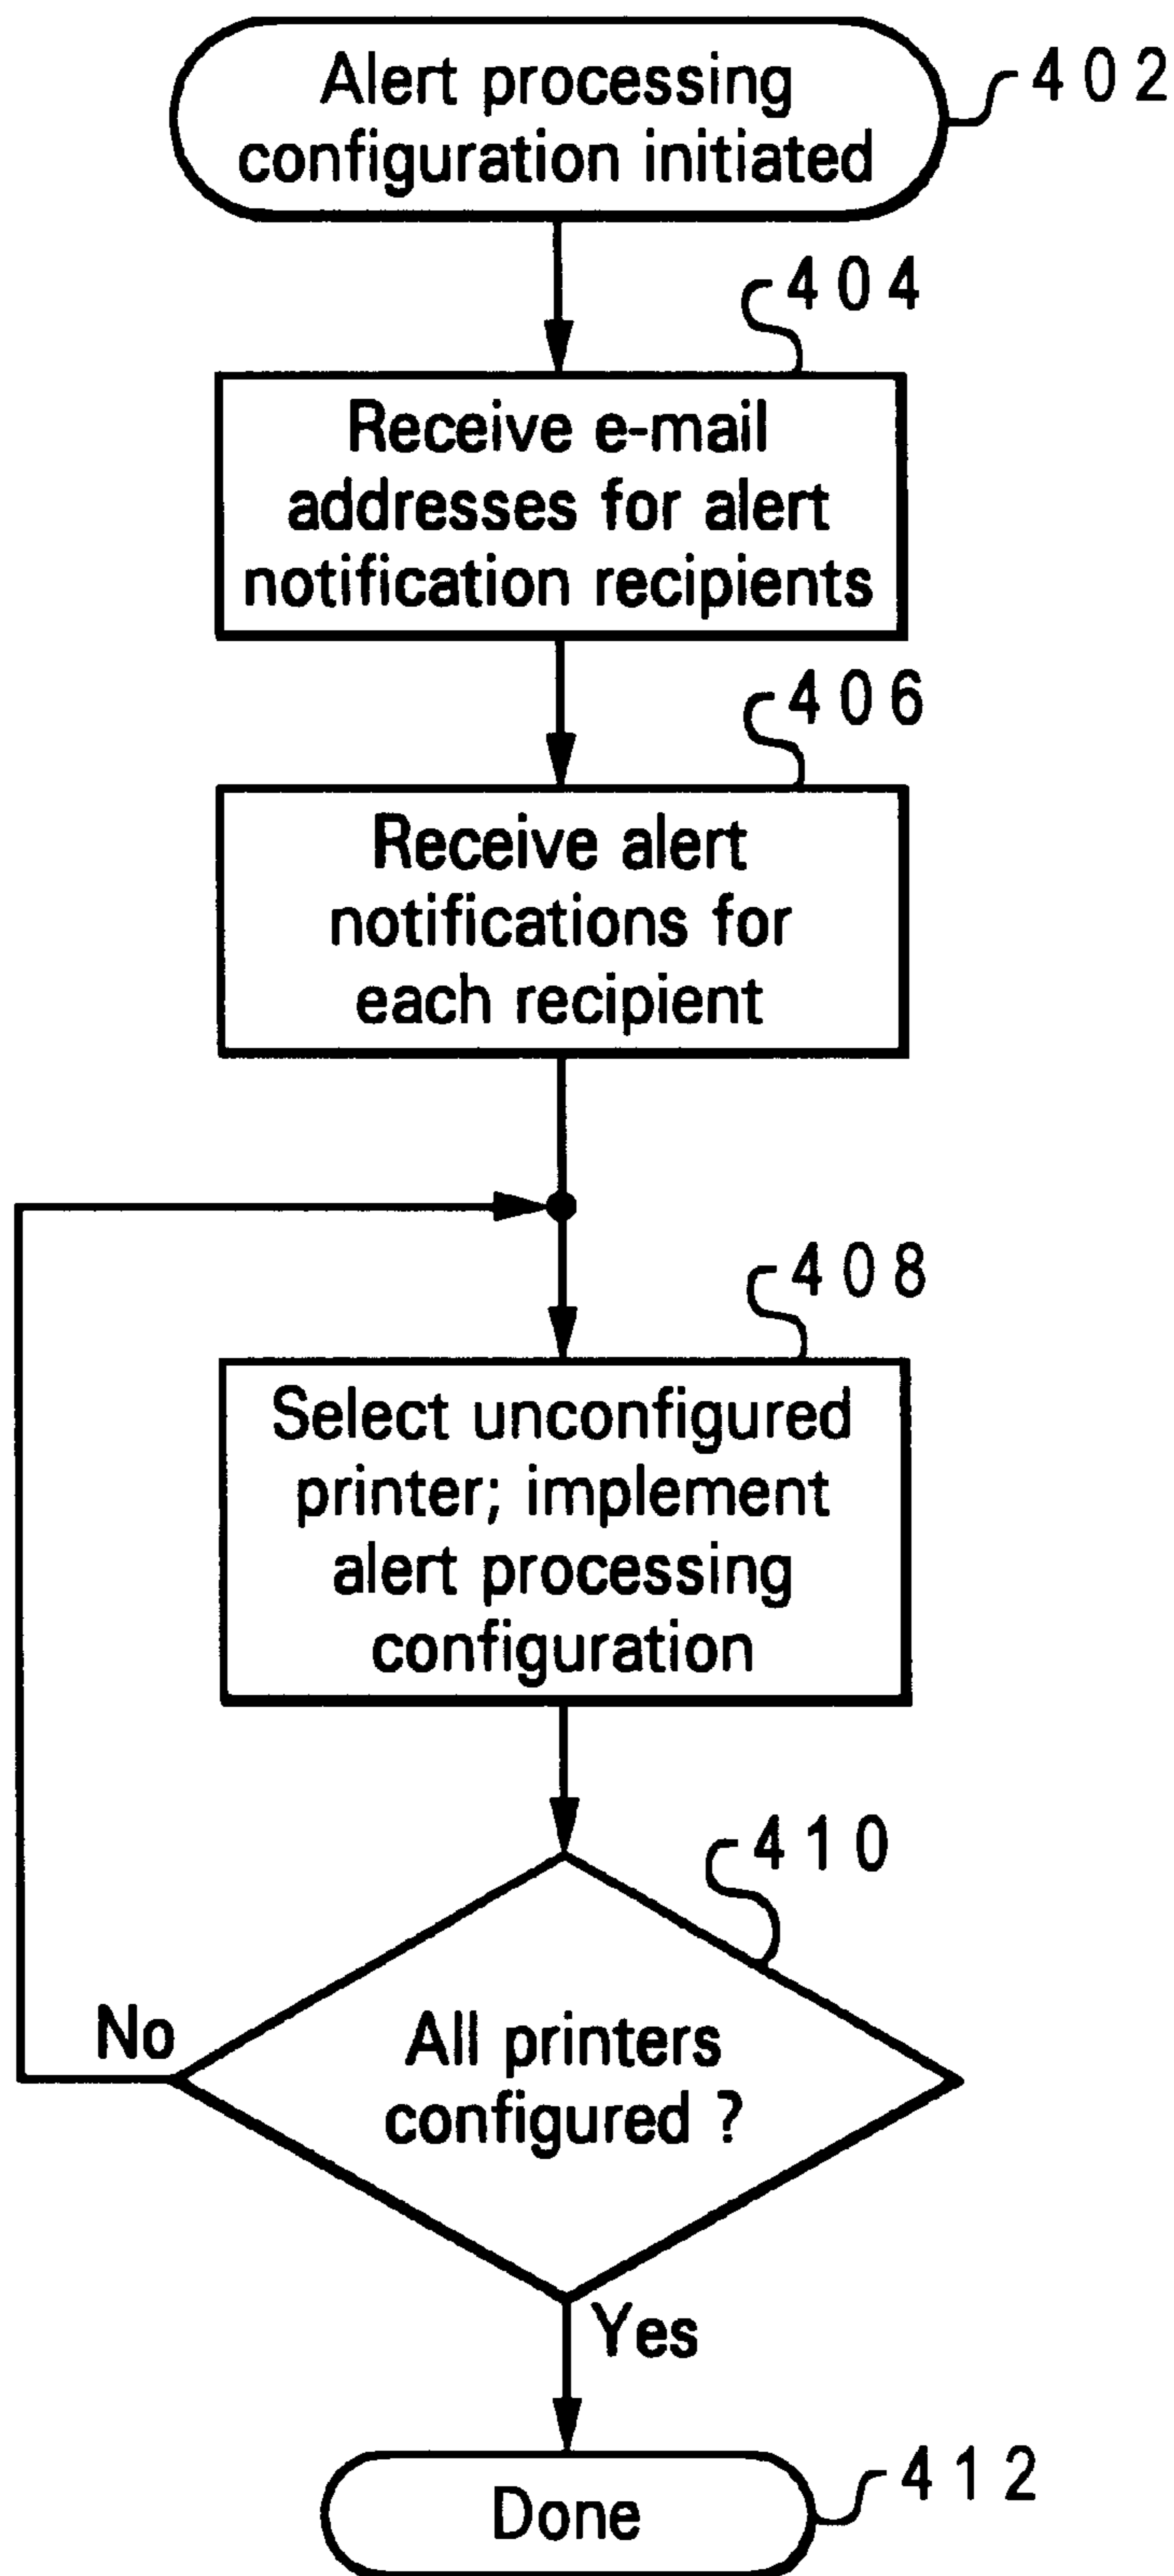 Alert processing
configuration initiated
402
404
Receive e-mail
addresses for alert
notification recipients
406
Receive alert
notifications for
each recipient
408
Select unconfigured
printer; implement
alert processing
configuration
410
All printers
configured ?
No
Yes
Done
412